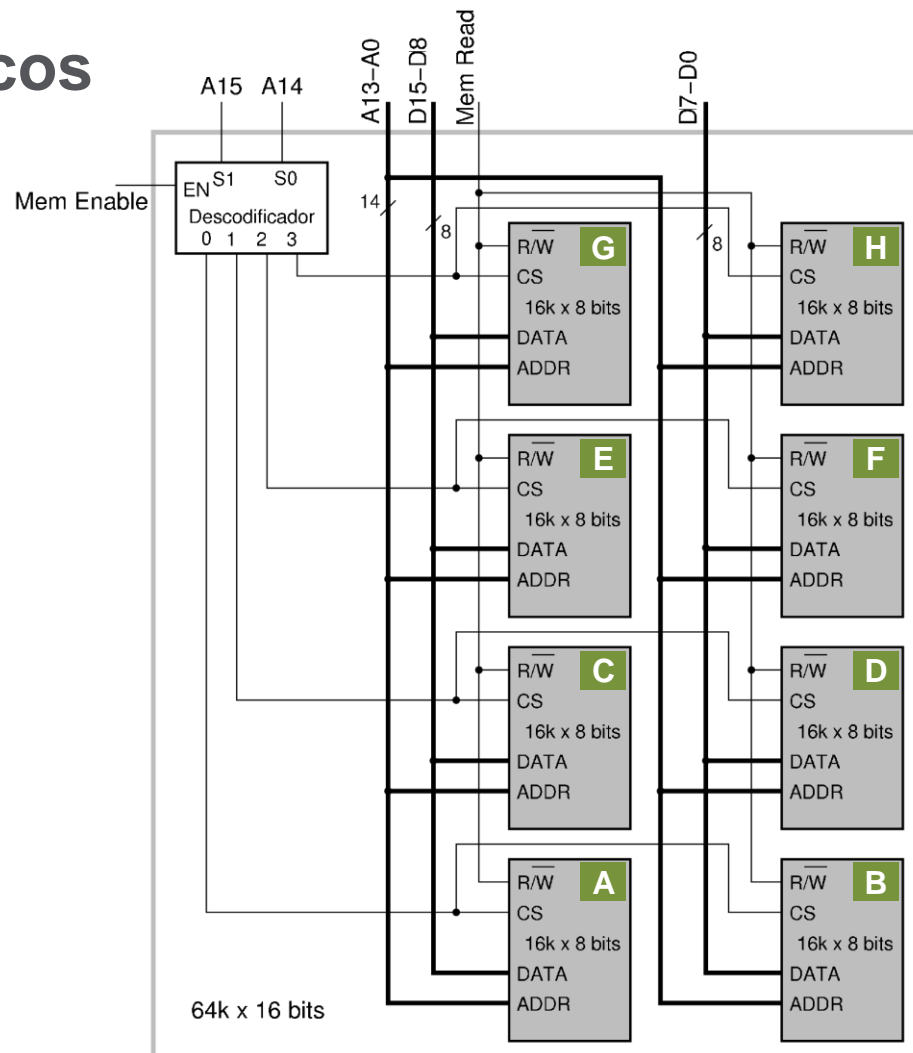 cos
A15 A14
A13-A0
D15-D8
Mem Read
D7-D0
Mem Enable
EN S1 S0
Descodificador
0 1 2 3
14
8
8
R/W̅ G
CS
16k x 8 bits
DATA
ADDR
R/W̅ H
CS
16k x 8 bits
DATA
ADDR
R/W̅ E
CS
16k x 8 bits
DATA
ADDR
R/W̅ F
CS
16k x 8 bits
DATA
ADDR
R/W̅ C
CS
16k x 8 bits
DATA
ADDR
R/W̅ D
CS
16k x 8 bits
DATA
ADDR
R/W̅ A
CS
16k x 8 bits
DATA
ADDR
R/W̅ B
CS
16k x 8 bits
DATA
ADDR
64k x 16 bits